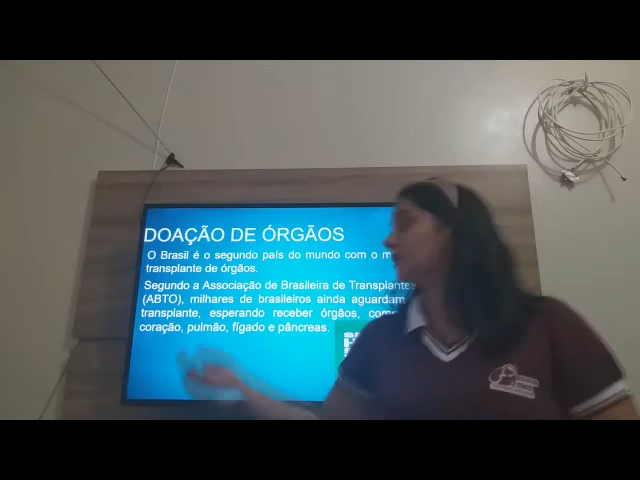 DOAÇÃO DE ÓRGÃOS
O Brasil é o segundo país do mundo com o
transplante de órgãos.
Segundo a Associação de Brasileira de Transplantes
(ABTO), milhares de brasileiros ainda aguardam
transplante, esperando receber órgãos,
coração, pulmão, fígado e pâncreas.